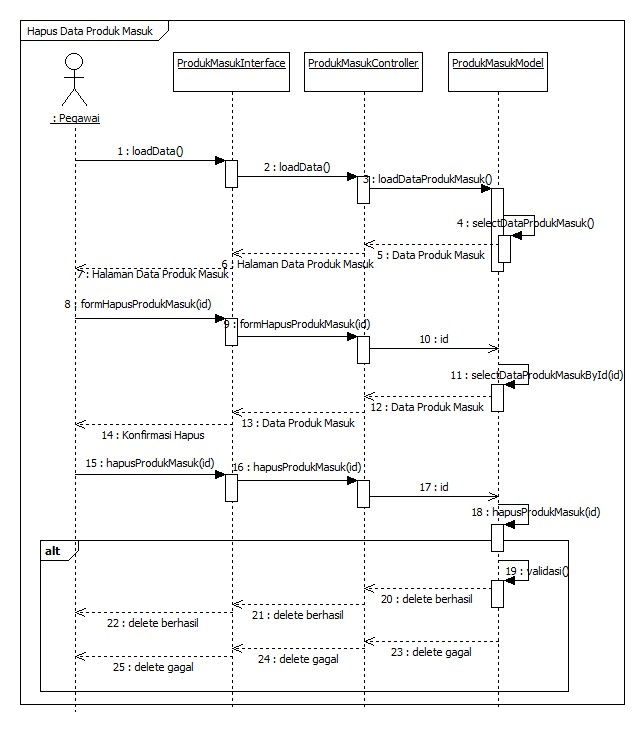 Hapus Data Produk Masuk
ProdukMasukInterface
ProdukMasukController
ProdukMasukModel
: Pegawai
1 : loadData()
2 : loadData()
3 : loadDataProdukMasuk()
4 : selectDataProdukMasuk()
5 : Data Produk Masuk
6 : Halaman Data Produk Masuk
7 : Halaman Data Produk Masuk
8 : formHapusProdukMasuk(id)
9 : formHapusProdukMasuk(id)
10 : id
11 : selectDataProdukMasukById(id)
12 : Data Produk Masuk
13 : Data Produk Masuk
14 : Konfirmasi Hapus
15 : hapusProdukMasuk(id)
16 : hapusProdukMasuk(id)
17 : id
18 : hapusProdukMasuk(id)
alt
19 : validasi()
20 : delete berhasil
21 : delete berhasil
22 : delete berhasil
23 : delete gagal
24 : delete gagal
25 : delete gagal